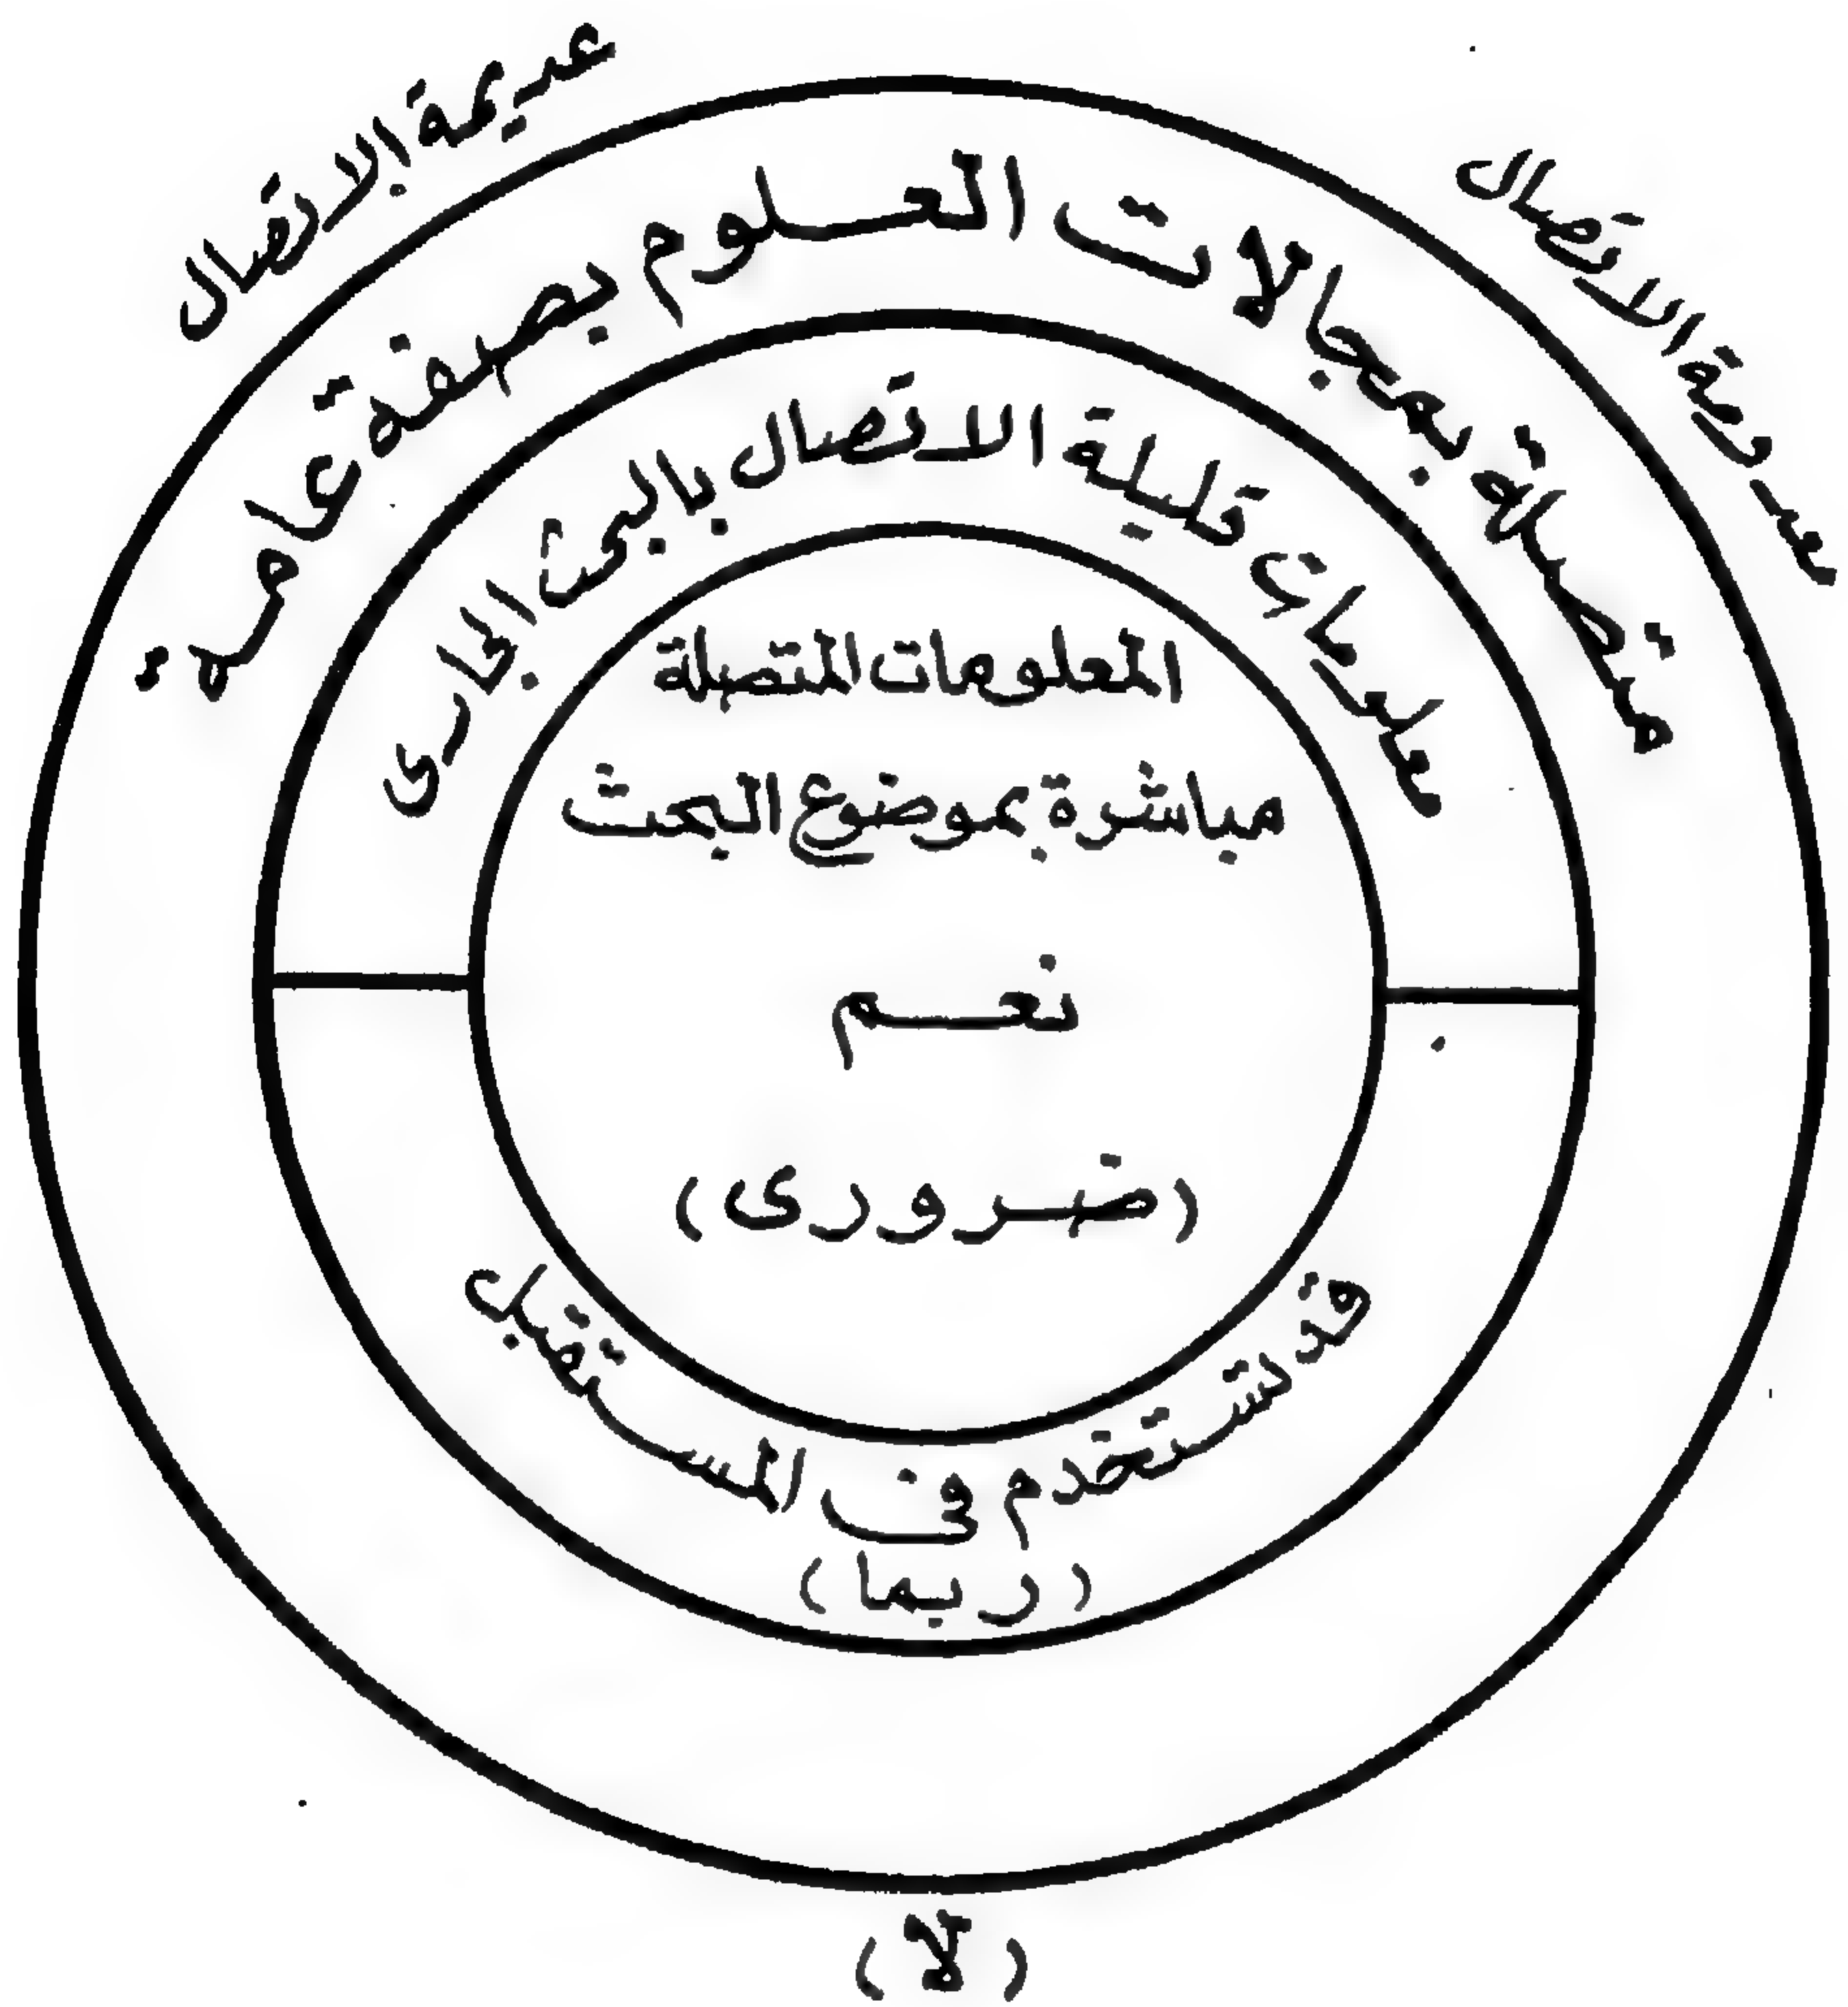 عديمة الاتصال
عديمة الاتصال
متصلة بمجالات العلوم بصفة عامة
معلومات قليلة الاتصال بالبحث الجارى
المعلومات المتصلة
مباشرة بموضوع البحث
نعم
(ضرورى)
قد تستخدم فى المستقبل
(ربما)
(لا)